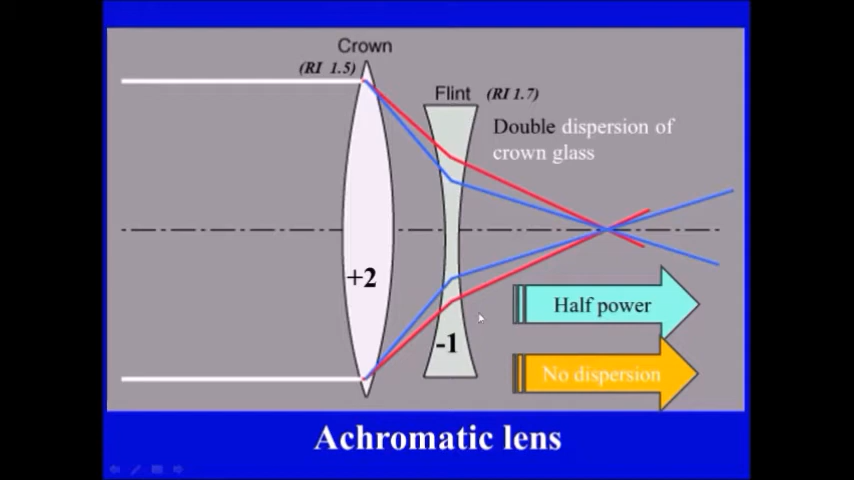 Crown
(RI 1.5)
Flint (RI 1.7)
Double dispersion of
crown glass
+2
Half power
-1
No dispersion
Achromatic lens